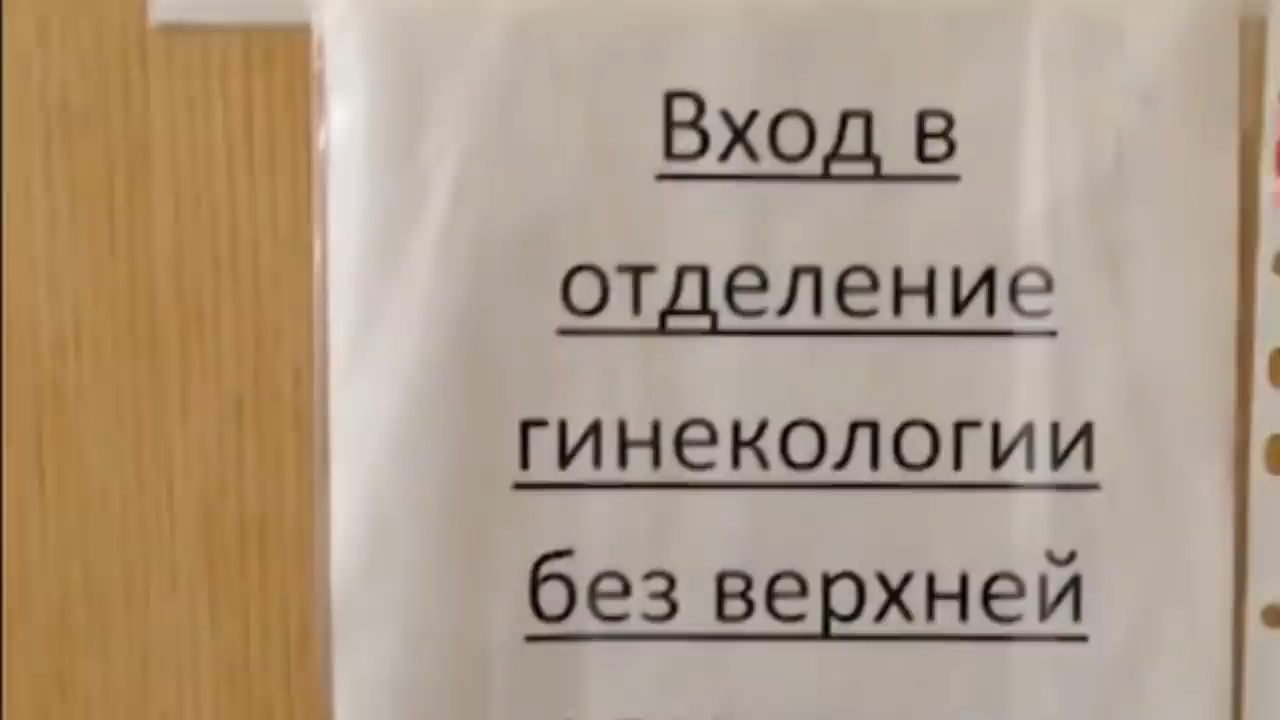 Вход в
отделение
гинекологии
без верхней